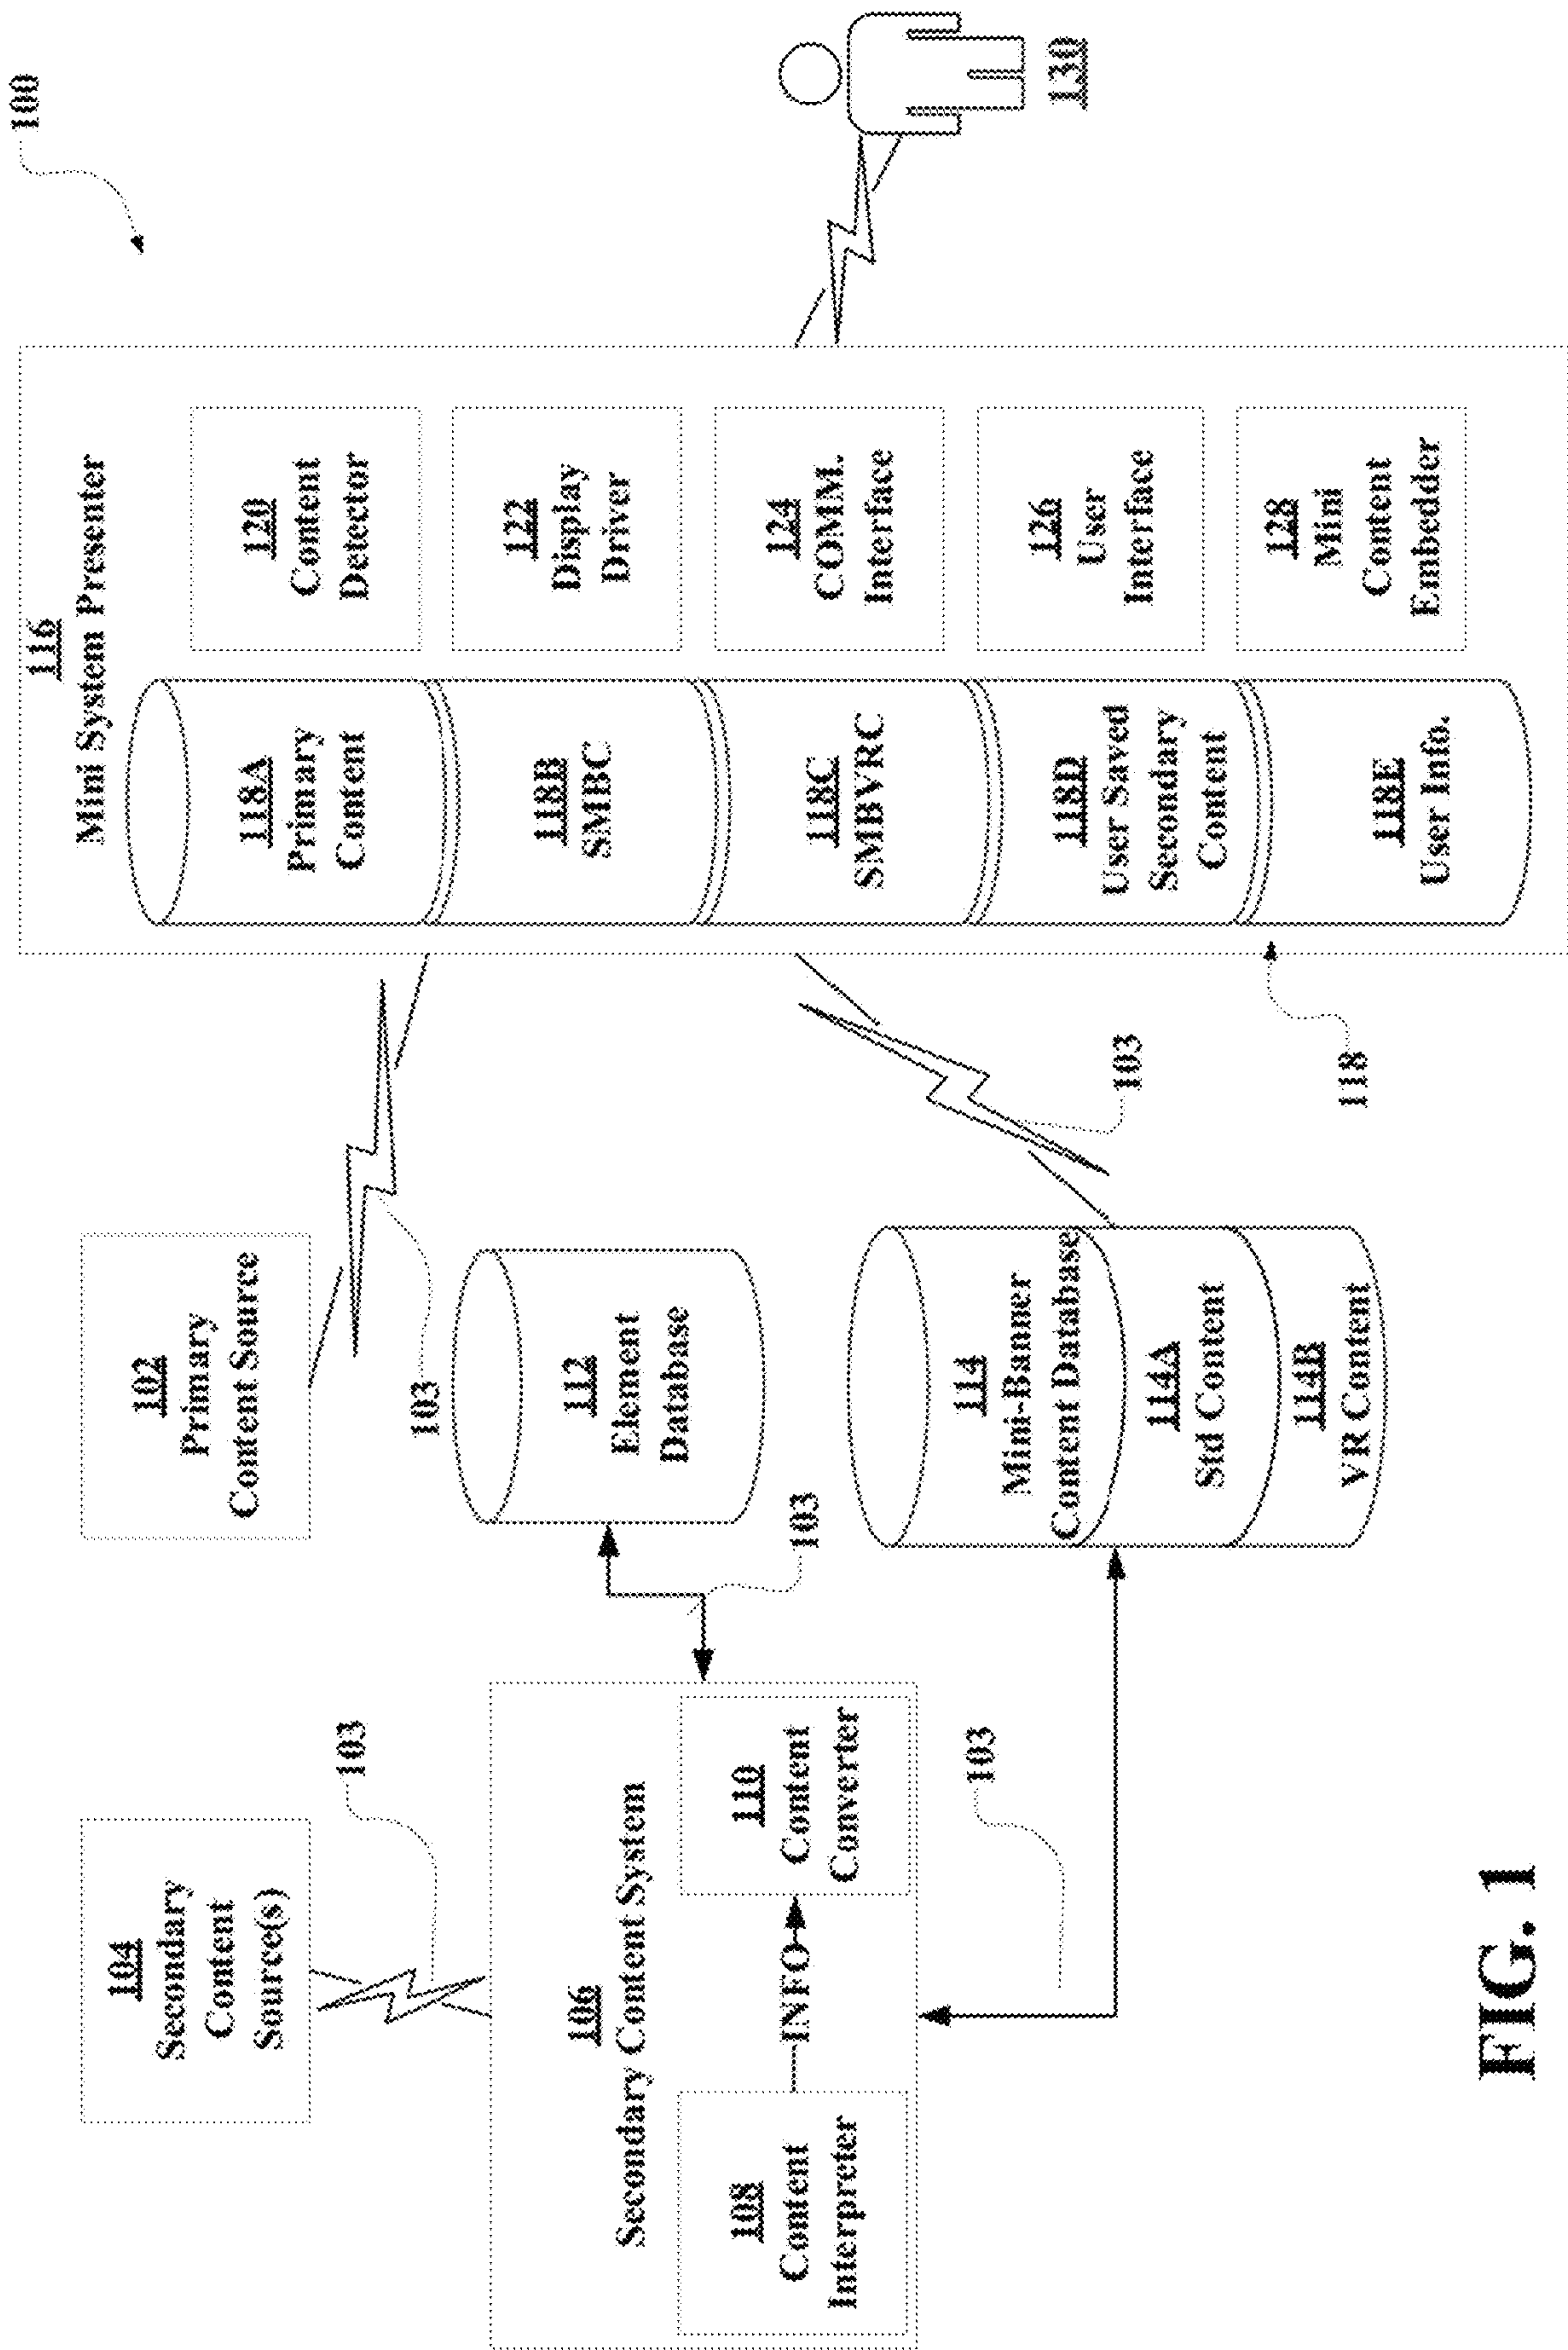 100
104
Secondary
Content
Source(s)
103
102
Primary
Content Source
103
106
Secondary Content System
108
Content
Interpreter
INFO
110
Content
Converter
103
112
Element
Database
103
114
Mini-Banner
Content Database
114A
Std Content
114B
VR Content
103
116
Mini System Presenter
118A
Primary
Content
118B
SMBC
118C
SMBVRC
118D
User Saved
Secondary
Content
118E
User Info.
118
120
Content
Detector
122
Display
Driver
124
COMM.
Interface
126
User
Interface
128
Mini
Content
Embedder
130
FIG. 1